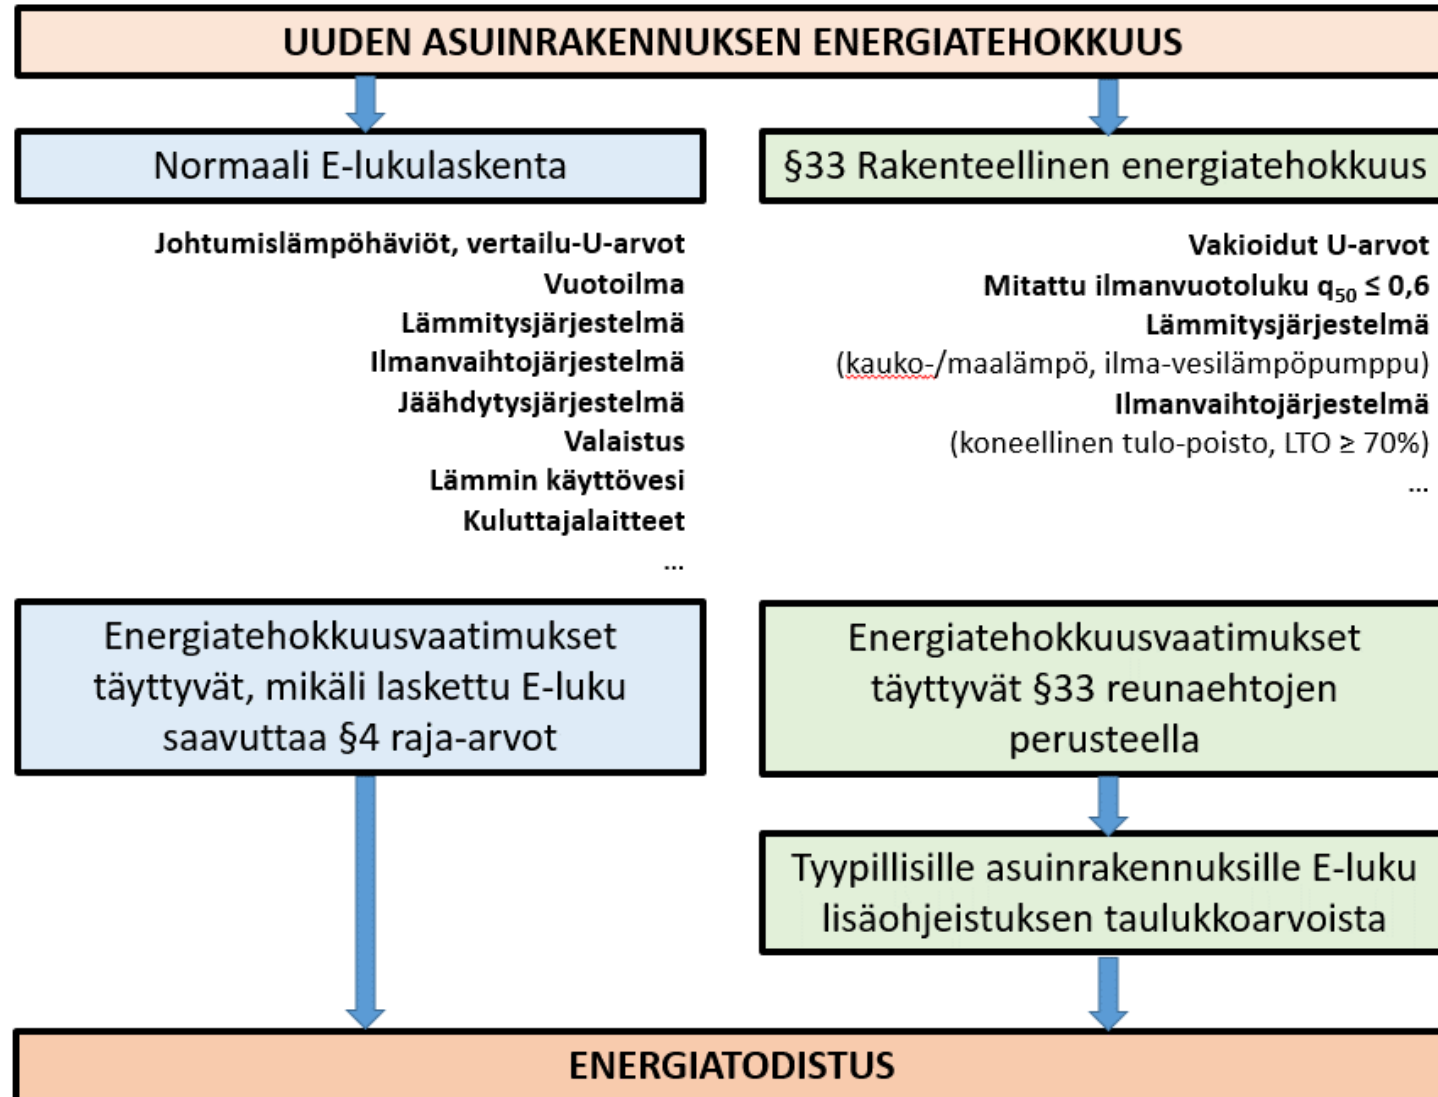 UUDEN ASUINRAKENNUKSEN ENERGIATEHOKKUUS
Normaali E-lukulaskenta
Johtumislämpöhäviöt, vertailu-U-arvot
Vuotoilma
Lämmitysjärjestelmä
Ilmanvaihtojärjestelmä
Jäähdytysjärjestelmä
Valaistus
Lämmin käyttövesi
Kuluttajalaitteet
...
Energiatehokkuusvaatimukset
täyttyvät, mikäli laskettu E-luku
saavuttaa §4 raja-arvot
§33 Rakenteellinen energiatehokkuus
Vakioidut U-arvot
Mitattu ilmanvuotoluku q₅₀ ≤ 0,6
Lämmitysjärjestelmä
(kauko-/maalämpö, ilma-vesilämpöpumppu)
Ilmanvaihtojärjestelmä
(koneellinen tulo-poisto, LTO ≥ 70%)
...
Energiatehokkuusvaatimukset
täyttyvät §33 reunaehtojen
perusteella
Tyypillisille asuinrakennuksille E-luku
lisäohjeistuksen taulukkoarvoista
ENERGIATODISTUS